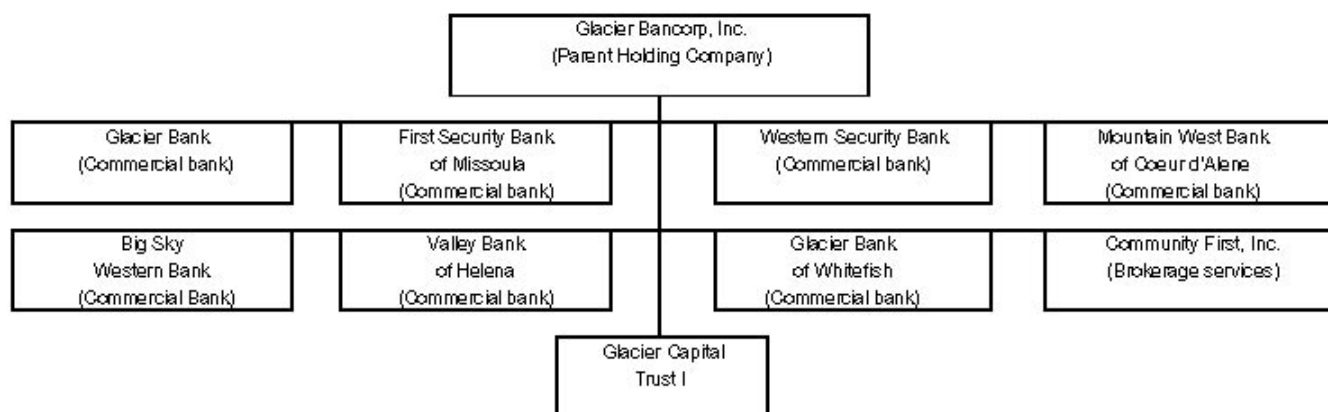 Glacier Bancorp, Inc.
(Parent Holding Company)
Glacier Bank
(Commercial bank)
First Security Bank
of Missoula
(Commercial bank)
Western Security Bank
(Commercial bank)
Mountain West Bank
of Coeur d'Alene
(Commercial bank)
Big Sky
Western Bank
(Commercial Bank)
Valley Bank
of Helena
(Commercial bank)
Glacier Bank
of Whitefish
(Commercial bank)
Community First, Inc.
(Brokerage services)
Glacier Capital
Trust I